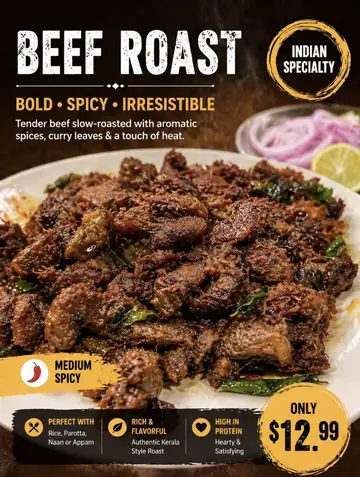 BEEF ROAST
INDIAN
SPECIALTY
BOLD • SPICY • IRRESISTIBLE
Tender beef slow-roasted with aromatic
spices, curry leaves & a touch of heat.
MEDIUM
SPICY
PERFECT WITH
Rice, Parotta,
Naan or Appam
RICH &
FLAVORFUL
Authentic Kerala
Style Roast
HIGH IN
PROTEIN
Hearty &
Satisfying
ONLY
$12.99